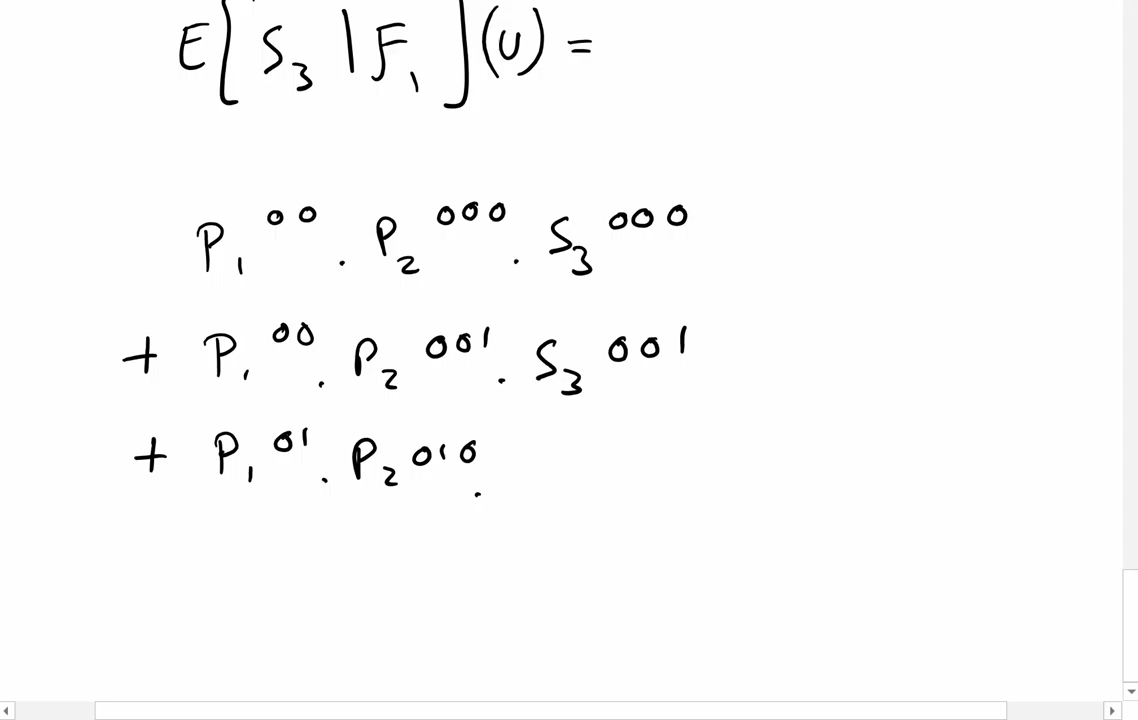 E[ S₃ | F₁ ](U) =
P₁⁰⁰ . P₂⁰⁰⁰ . S₃⁰⁰⁰
+ P₁⁰⁰ . P₂⁰⁰¹ . S₃⁰⁰¹
+ P₁⁰¹ . P₂⁰¹⁰ .